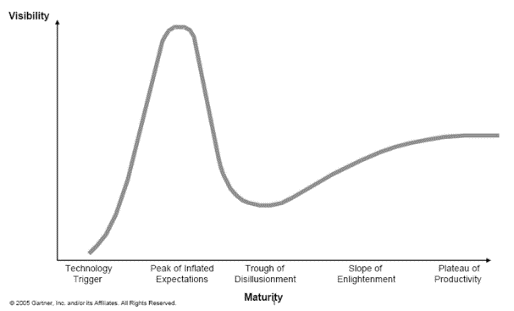 Visibility
Technology
Trigger
Peak of Inflated
Expectations
Trough of
Disillusionment
Slope of
Enlightenment
Plateau of
Productivity
Maturity
© 2005 Gartner, Inc. and/or its Affiliates. All Rights Reserved.